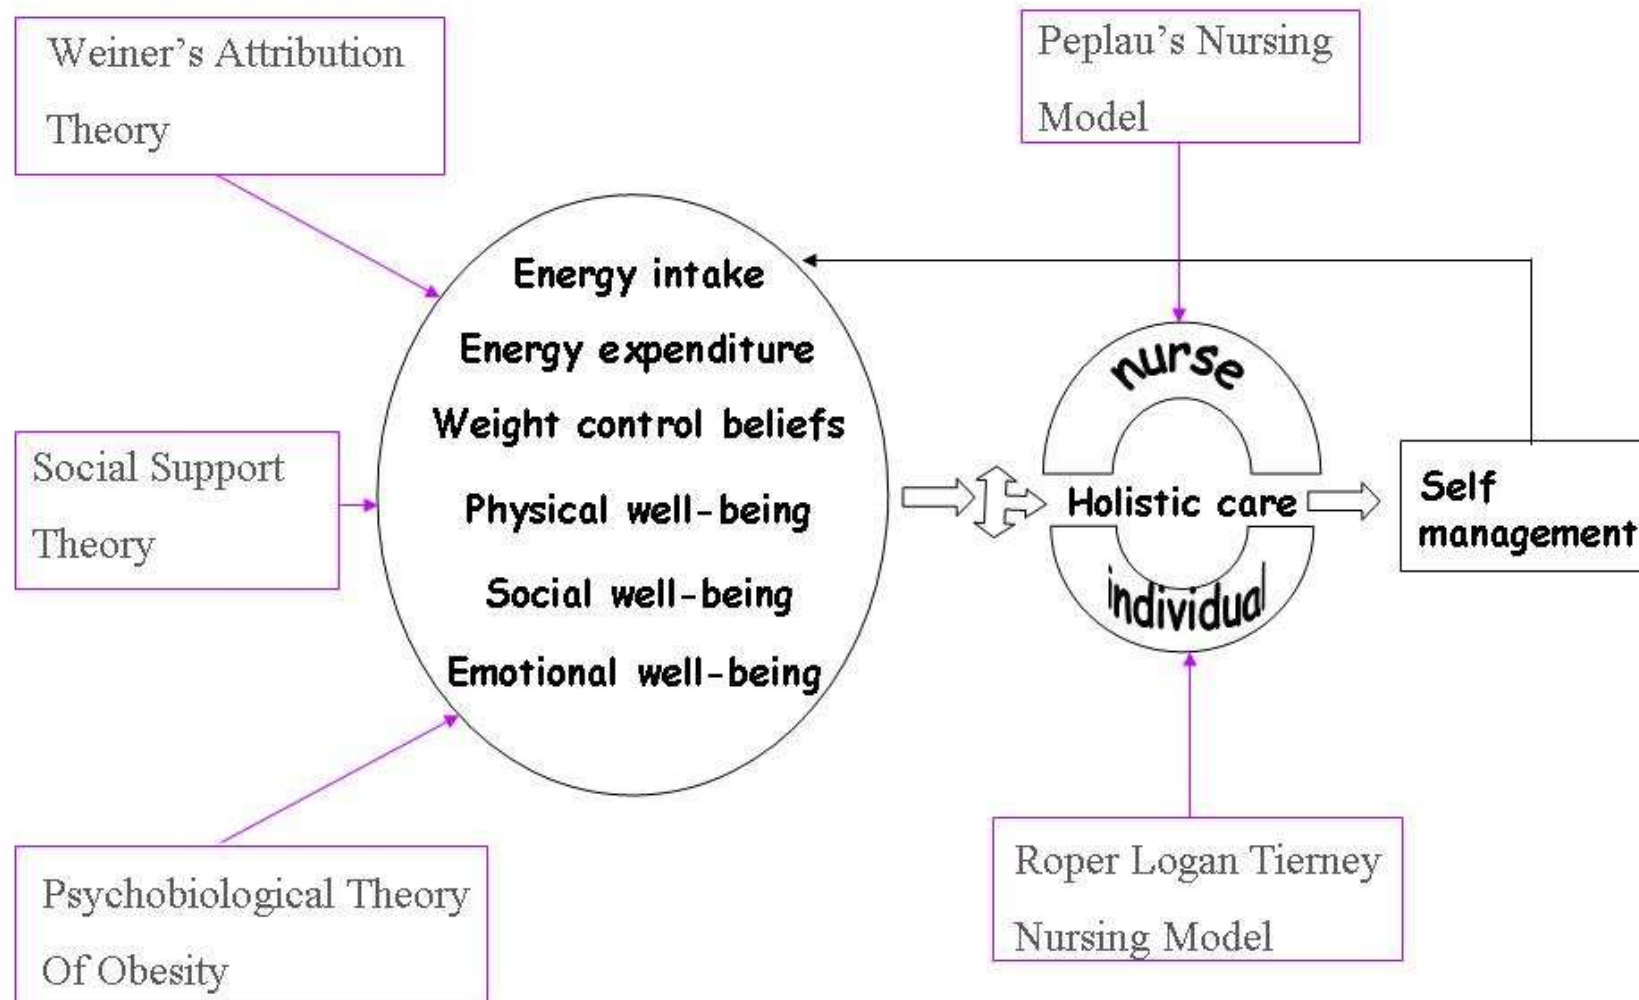 Weiner's Attribution
Theory
Peplau's Nursing
Model
Energy intake
Energy expenditure
Weight control beliefs
Physical well-being
Social well-being
Emotional well-being
Social Support
Theory
Psychobiological Theory
Of Obesity
nurse
Holistic care
individual
Self
management
Roper Logan Tierney
Nursing Model